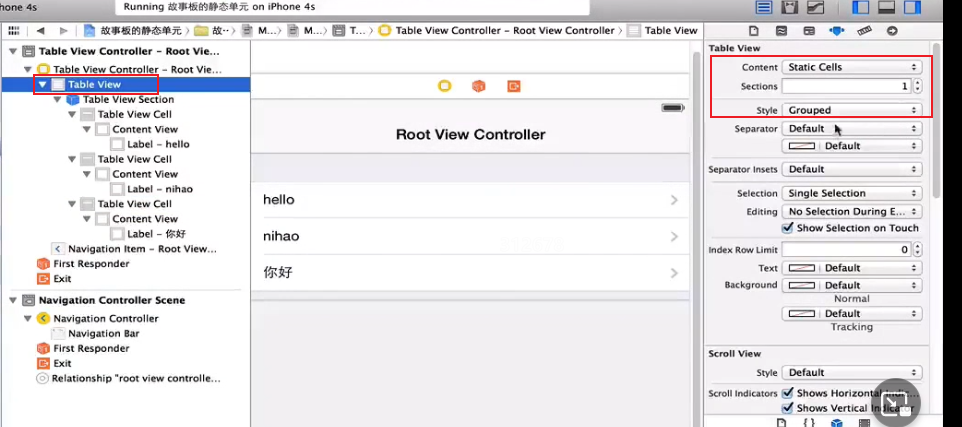 hone 4s
Running 故事板的静态单元 on iPhone 4s
故事板的静态单元 故⋯ M... M... T... Table View Controller – Root View Controller Table View
Table View Controller – Root Vie...
Table View Controller – Root Vie...
Table View
Table View Section
Table View Cell
Content View
Label – hello
Table View Cell
Content View
Label – nihao
Table View Cell
Content View
Label – 你好
Navigation Item – Root View...
First Responder
Exit
Navigation Controller Scene
Navigation Controller
Navigation Bar
First Responder
Exit
Relationship "root view controlle...
Root View Controller
hello
nihao
你好
Table View
Content Static Cells
Sections 1
Style Grouped
Separator Default
Default
Separator Insets Default
Selection Single Selection
Editing No Selection During E...
Show Selection on Touch
Index Row Limit 0
Text Default
Background Default
Normal
Default
Tracking
Scroll View
Style Default
Scroll Indicators Shows Horizontal
Shows Vertical Indicator